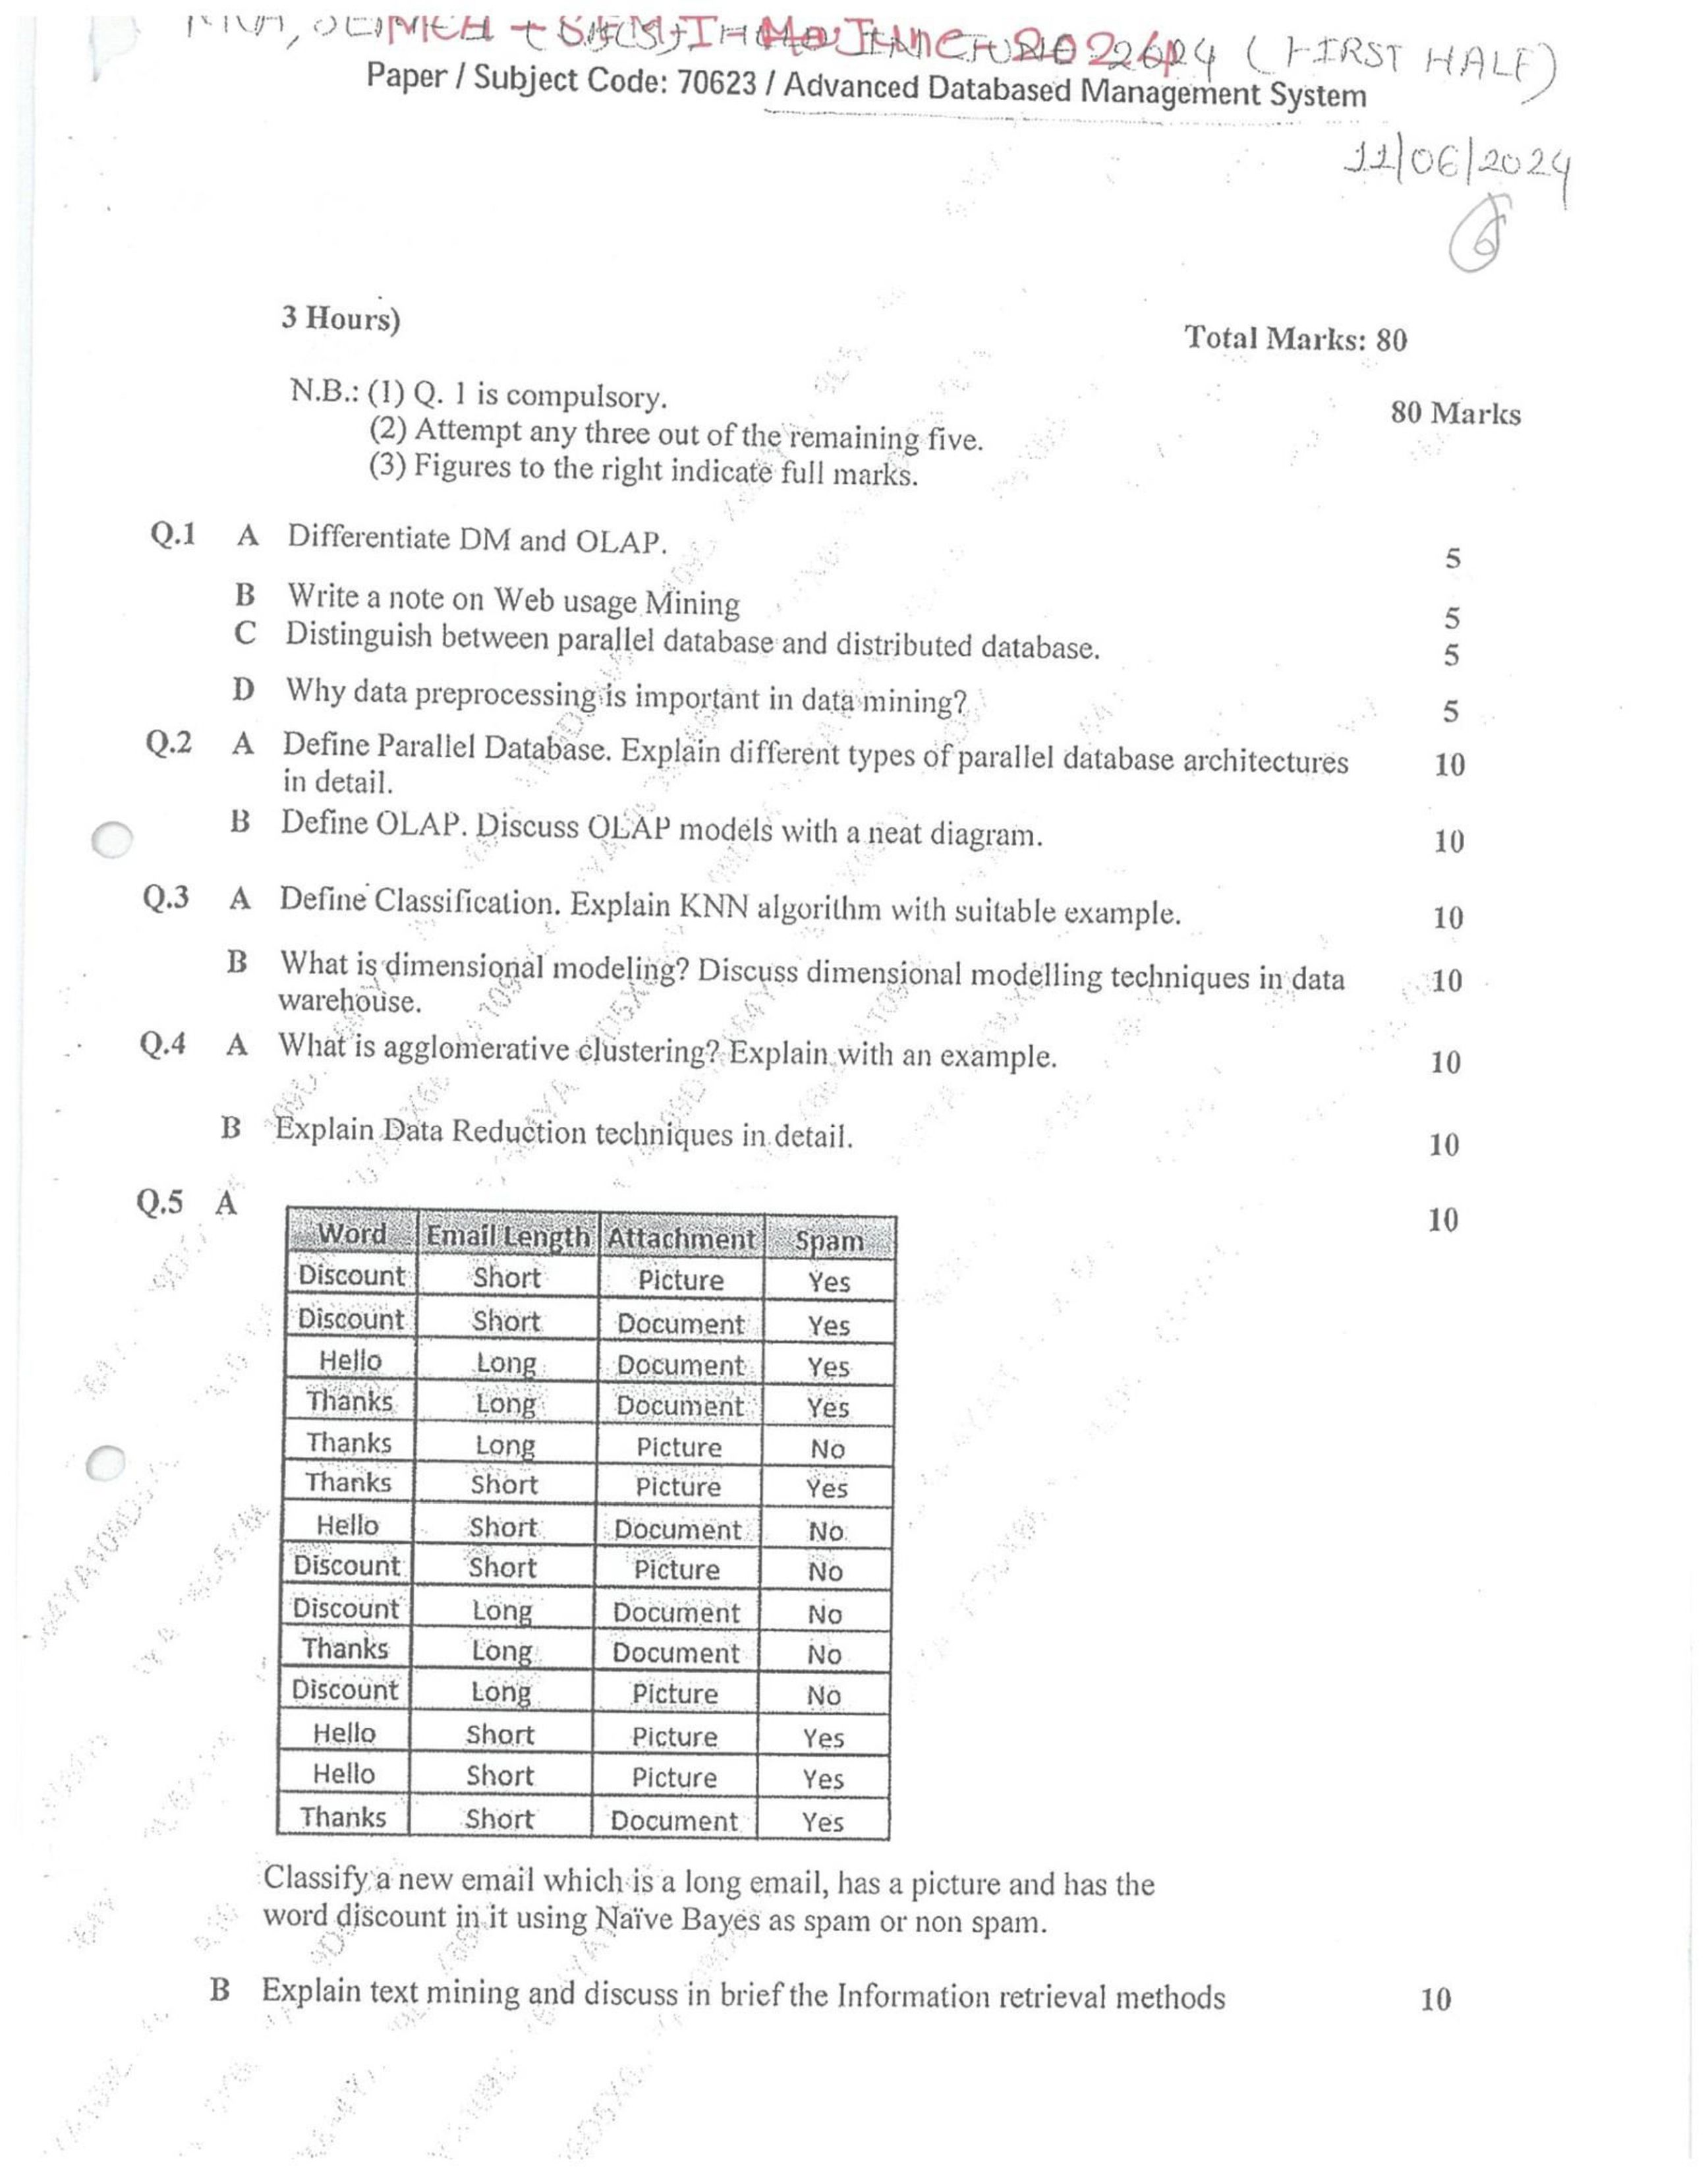 (FIRST HALF)
Paper / Subject Code: 70623 / Advanced Databased Management System
11/06/2024
3 Hours)
Total Marks: 80
N.B.: (1) Q. 1 is compulsory.
80 Marks
(2) Attempt any three out of the remaining five.
(3) Figures to the right indicate full marks.
Q.1 A Differentiate DM and OLAP. 5
B Write a note on Web usage Mining 5
C Distinguish between parallel database and distributed database. 5
D Why data preprocessing is important in data mining? 5
Q.2 A Define Parallel Database. Explain different types of parallel database architectures 10
in detail.
B Define OLAP. Discuss OLAP models with a neat diagram. 10
Q.3 A Define Classification. Explain KNN algorithm with suitable example. 10
B What is dimensional modeling? Discuss dimensional modelling techniques in data 10
warehouse.
Q.4 A What is agglomerative clustering? Explain with an example. 10
B Explain Data Reduction techniques in detail. 10
Q.5 A 10
Word Email Length Attachment Spam
Discount Short Picture Yes
Discount Short Document Yes
Hello Long Document Yes
Thanks Long Document Yes
Thanks Long Picture No
Thanks Short Picture Yes
Hello Short Document No
Discount Short Picture No
Discount Long Document No
Thanks Long Document No
Discount Long Picture No
Hello Short Picture Yes
Hello Short Picture Yes
Thanks Short Document Yes
Classify a new email which is a long email, has a picture and has the
word discount in it using Naïve Bayes as spam or non spam.
B Explain text mining and discuss in brief the Information retrieval methods 10